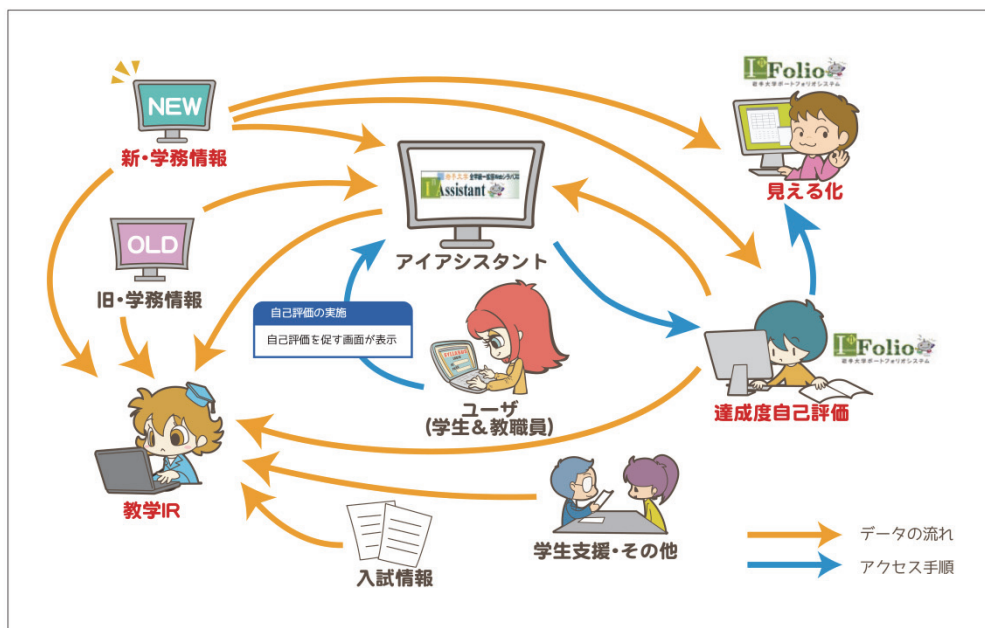 I Folio
岩手大学ポートフォリオシステム
NEW
新・学務情報
見える化
I Assistant
アイアシスタント
OLD
旧・学務情報
自己評価の実施
自己評価を促す画面が表示
I Folio
岩手大学ポートフォリオシステム
ユーザ
(学生&教職員)
達成度自己評価
教学IR
入試情報
学生支援・その他
データの流れ
アクセス手順